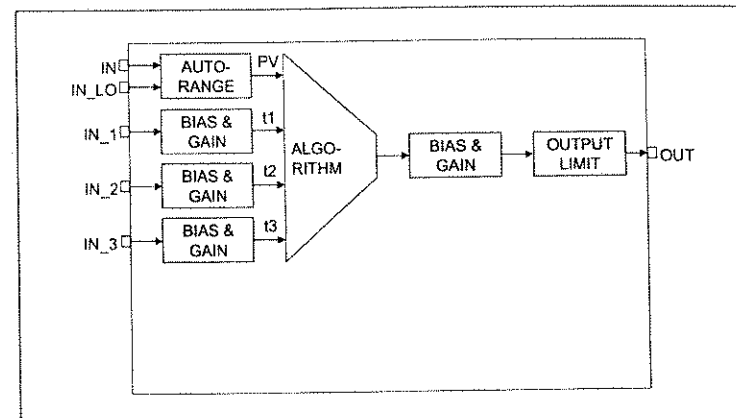 IN
IN_LO
AUTO-
RANGE
PV
IN_1
BIAS &
GAIN
t1
IN_2
BIAS &
GAIN
t2
IN_3
BIAS &
GAIN
t3
ALGO-
RITHM
BIAS &
GAIN
OUTPUT
LIMIT
OUT